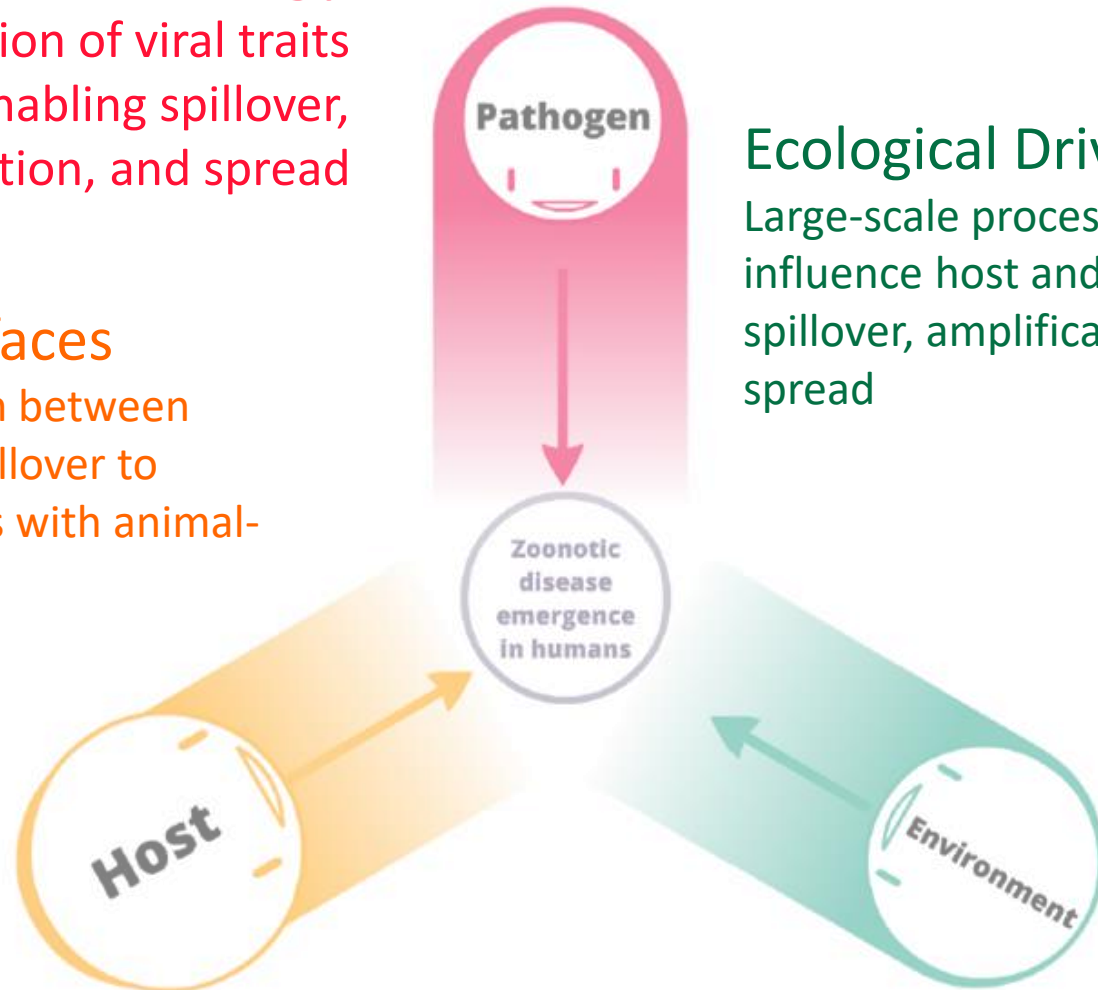 ion of viral traits
nabling spillover,
tion, and spread
Ecological Driv
Large-scale proces
influence host and
spillover, amplifica
spread
faces
n between
llover to
s with animal-
Pathogen
Zoonotic
disease
emergence
in humans
Host
Environment